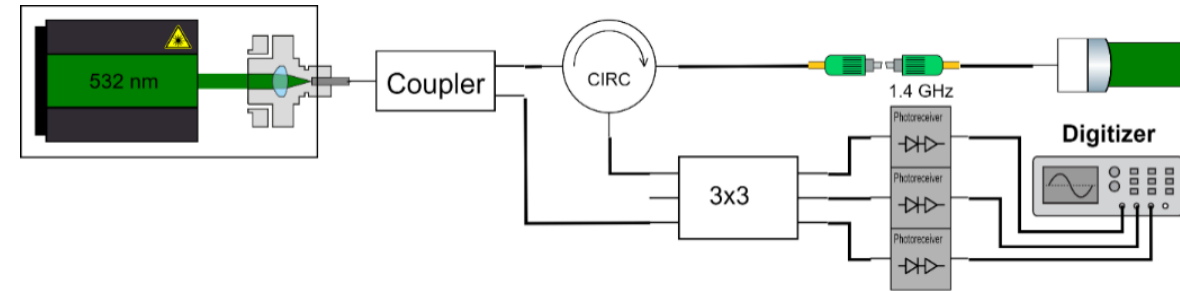 532 nm
Coupler
CIRC
1.4 GHz
Photoreceiver
Photoreceiver
Photoreceiver
3x3
Digitizer